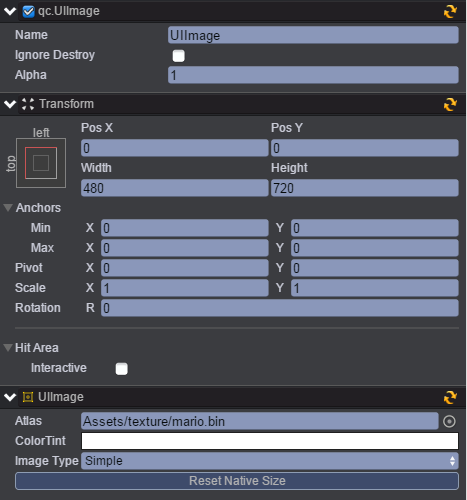 qc.UIImage
Name UIImage
Ignore Destroy
Alpha 1
Transform
left
top
Pos X Pos Y
0 0
Width Height
480 720
Anchors
Min X 0 Y 0
Max X 0 Y 0
Pivot X 0 Y 0
Scale X 1 Y 1
Rotation R 0
Hit Area
Interactive
UIImage
Atlas Assets/texture/mario.bin
ColorTint
Image Type Simple
Reset Native Size